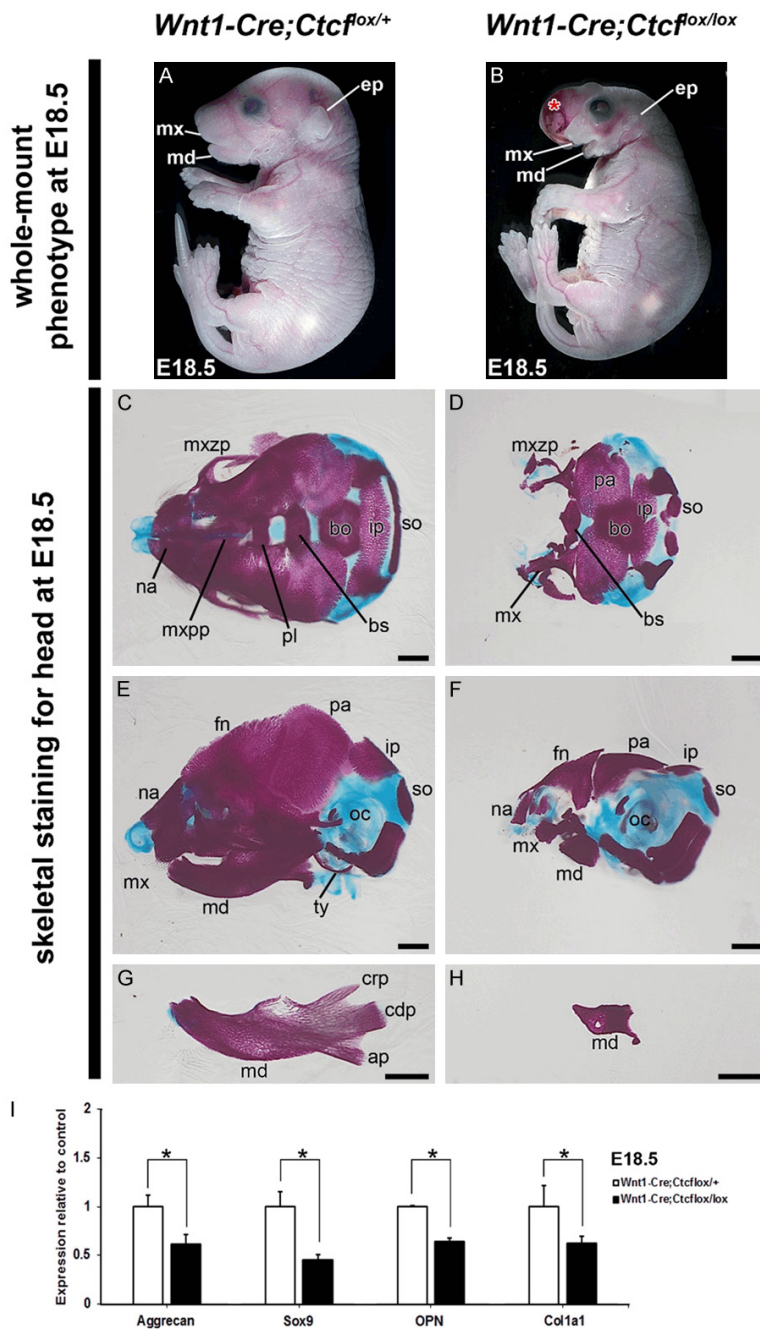 Wnt1-Cre;Ctcflox/+ Wnt1-Cre;Ctcflox/lox
whole-mount
phenotype at E18.5
A
ep
mx
md
E18.5
B
*
ep
mx
md
E18.5
skeletal staining for head at E18.5
C
mxzp
bo
ip
so
na
mxpp
pl
bs
D
mxzp
pa
ip
so
bo
mx
bs
E
pa
fn
ip
na
so
oc
mx
md
ty
F
fn
pa
ip
na
so
oc
mx
md
G
crp
cdp
md
ap
H
md
I
Expression relative to control
2
1.5
1
0.5
0
* * * *
E18.5
Wnt1-Cre;Ctcflox/+
Wnt1-Cre;Ctcflox/lox
Aggrecan Sox9 OPN Col1a1